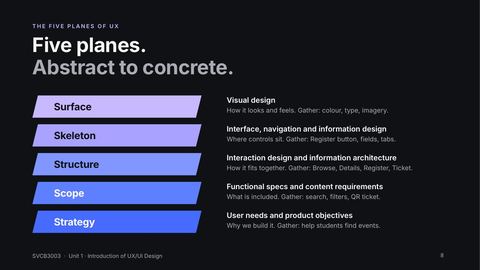 THE FIVE PLANES OF UX
Five planes.
Abstract to concrete.
Surface
Visual design
How it looks and feels. Gather: colour, type, imagery.
Skeleton
Interface, navigation and information design
Where controls sit. Gather: Register button, fields, tabs.
Structure
Interaction design and information architecture
How it fits together. Gather: Browse, Details, Register, Ticket.
Scope
Functional specs and content requirements
What is included. Gather: search, filters, QR ticket.
Strategy
User needs and product objectives
Why we build it. Gather: help students find events.
SVCB3003 · Unit 1 · Introduction of UX/UI Design
8